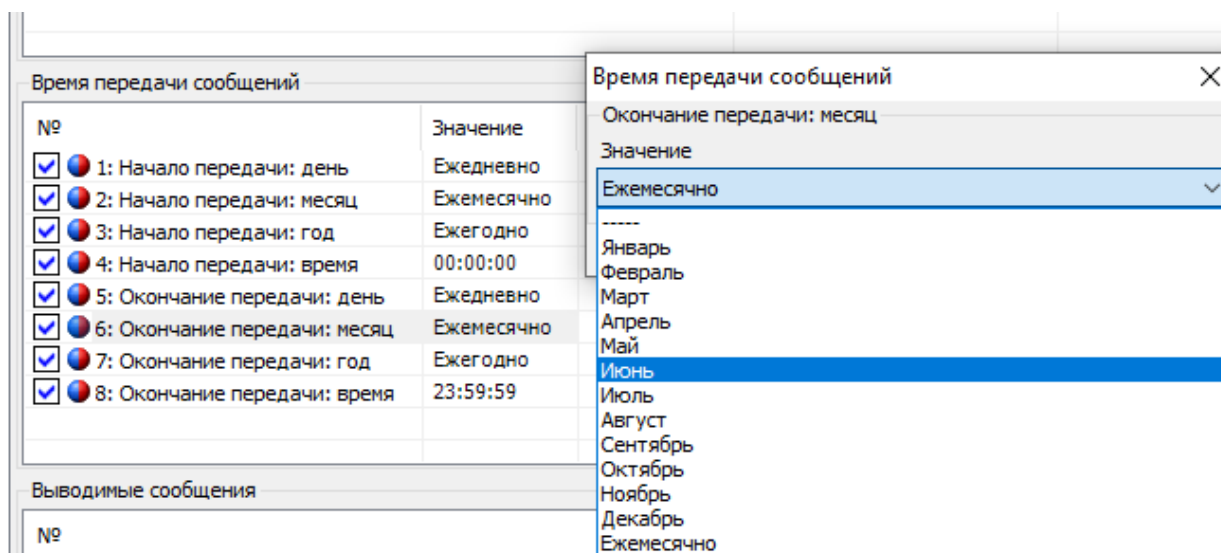 Время передачи сообщений
№ Значение
1: Начало передачи: день Ежедневно
2: Начало передачи: месяц Ежемесячно
3: Начало передачи: год Ежегодно
4: Начало передачи: время 00:00:00
5: Окончание передачи: день Ежедневно
6: Окончание передачи: месяц Ежемесячно
7: Окончание передачи: год Ежегодно
8: Окончание передачи: время 23:59:59
Выводимые сообщения
№
Время передачи сообщений
Окончание передачи: месяц
Значение
Ежемесячно
-----
Январь
Февраль
Март
Апрель
Май
Июнь
Июль
Август
Сентябрь
Октябрь
Ноябрь
Декабрь
Ежемесячно